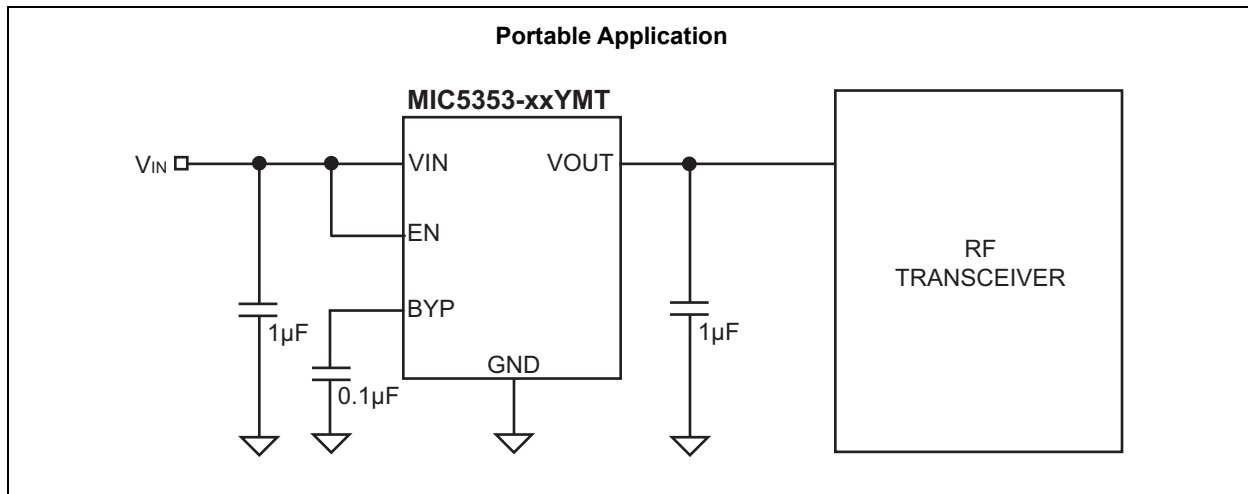 Portable Application
MIC5353-xxYMT
VIN
VIN
VOUT
EN
RF
TRANSCEIVER
BYP
1µF
1µF
GND
0.1µF